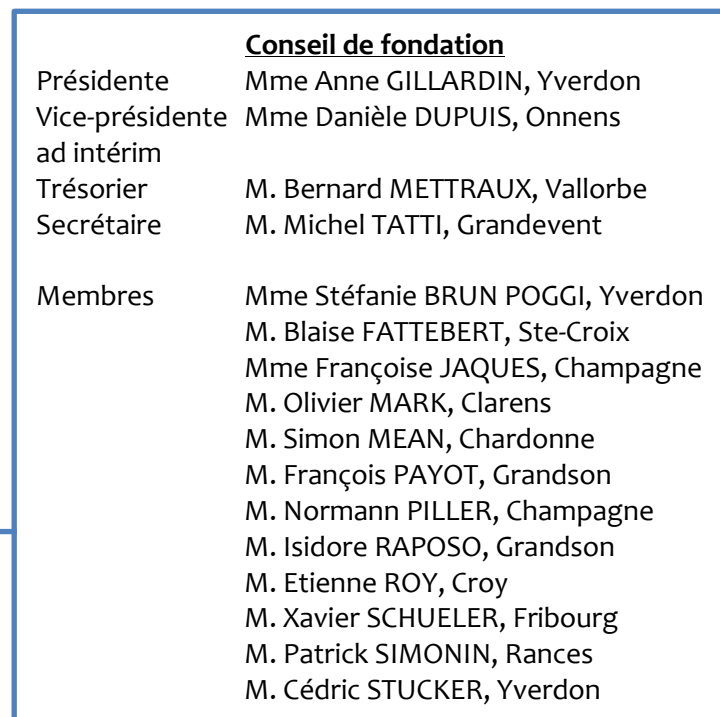 Conseil de fondation
Présidente Mme Anne GILLARDIN, Yverdon
Vice-présidente Mme Danièle DUPUIS, Onnens
ad intérim
Trésorier M. Bernard METTRAUX, Vallorbe
Secrétaire M. Michel TATTI, Grandevent
Membres Mme Stéfanie BRUN POGGI, Yverdon
M. Blaise FATTEBERT, Ste-Croix
Mme Françoise JAQUES, Champagne
M. Olivier MARK, Clarens
M. Simon MEAN, Chardonne
M. François PAYOT, Grandson
M. Normann PILLER, Champagne
M. Isidore RAPOSO, Grandson
M. Etienne ROY, Croy
M. Xavier SCHUELER, Fribourg
M. Patrick SIMONIN, Rances
M. Cédric STUCKER, Yverdon